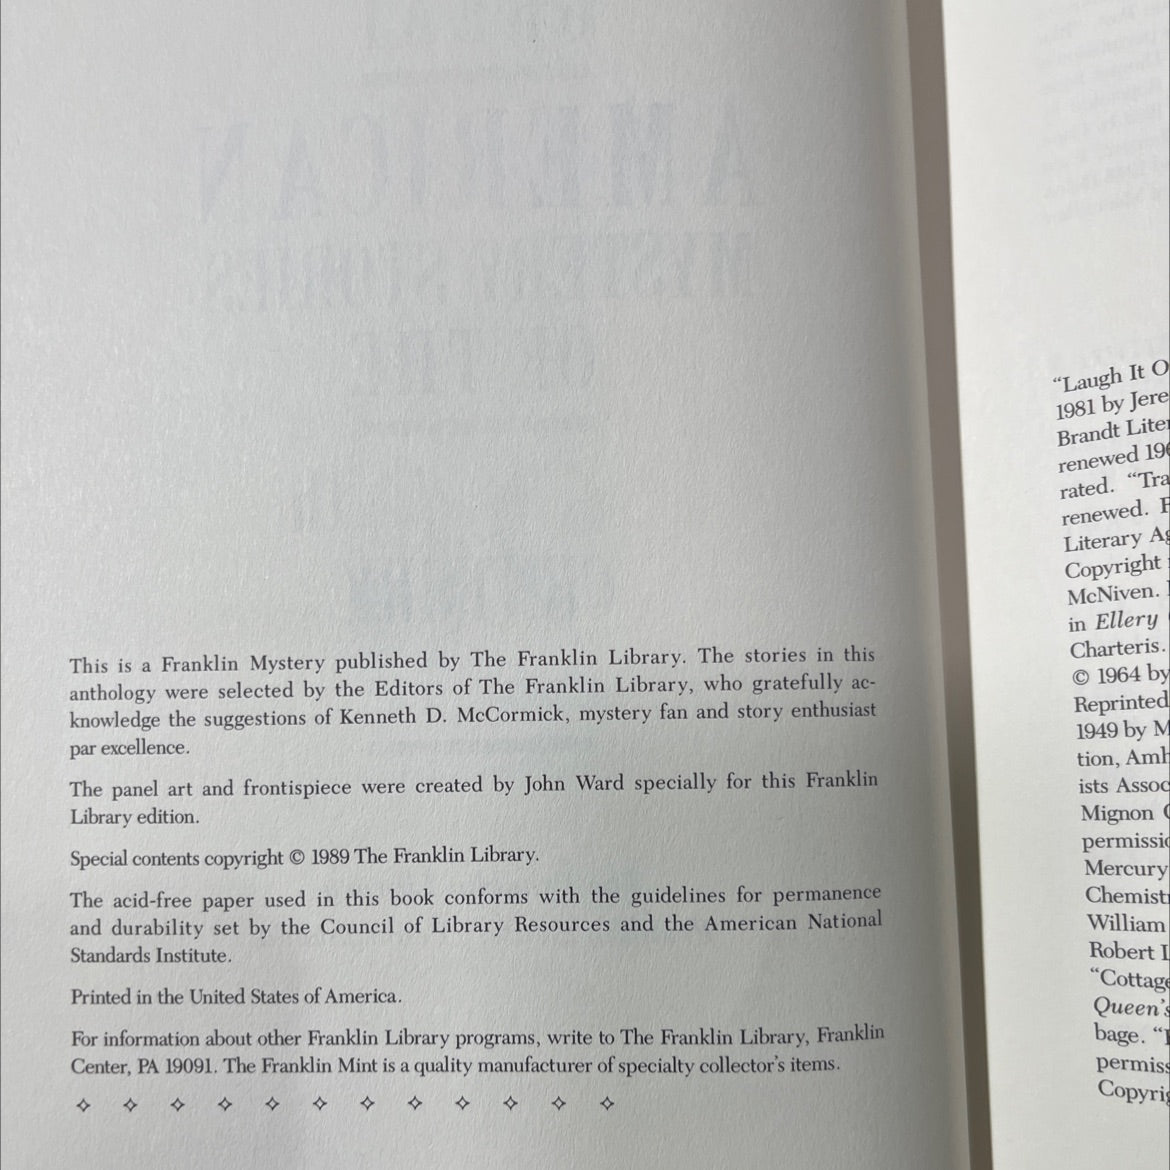 This is a Franklin Mystery published by The Franklin Library. The stories in this
anthology were selected by the Editors of The Franklin Library, who gratefully ac-
knowledge the suggestions of Kenneth D. McCormick, mystery fan and story enthusiast
par excellence.
The panel art and frontispiece were created by John Ward specially for this Franklin
Library edition.
Special contents copyright © 1989 The Franklin Library.
The acid-free paper used in this book conforms with the guidelines for permanence
and durability set by the Council of Library Resources and the American National
Standards Institute.
Printed in the United States of America.
For information about other Franklin Library programs, write to The Franklin Library, Franklin
Center, PA 19091. The Franklin Mint is a quality manufacturer of specialty collector's items.
“Laugh It O
1981 by Jere
Brandt Liter
renewed 196
rated. “Tra
renewed.
Literary Ag
Copyright
McNiven.
in Ellery
Charteris.
© 1964 by
Reprinted
1949 by M
tion, Amh
ists Assoc
Mignon
permissio
Mercury
Chemist
William
Robert L
“Cottage
Queen's
bage.
permiss
Copyrig